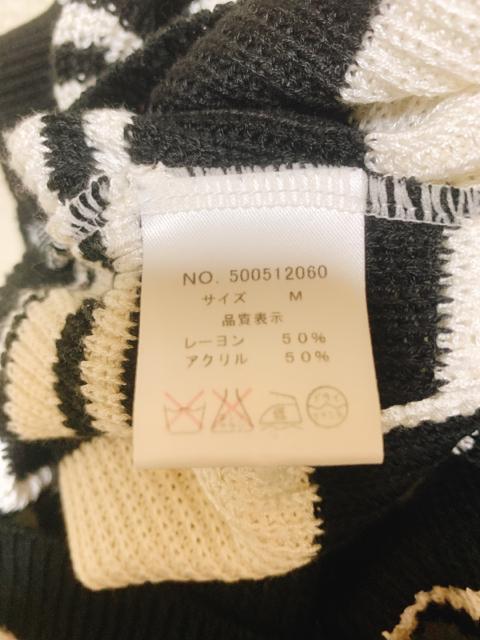 NO. 500512060
サイズ M
品質表示
レーヨン 50%
アクリル 50%